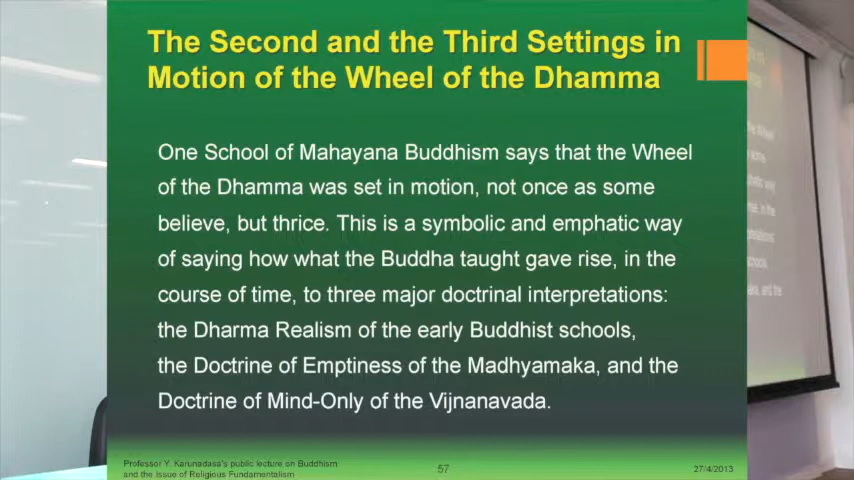 The Second and the Third Settings in
Motion of the Wheel of the Dhamma
One School of Mahayana Buddhism says that the Wheel
of the Dhamma was set in motion, not once as some
believe, but thrice. This is a symbolic and emphatic way
of saying how what the Buddha taught gave rise, in the
course of time, to three major doctrinal interpretations:
the Dharma Realism of the early Buddhist schools,
the Doctrine of Emptiness of the Madhyamaka, and the
Doctrine of Mind-Only of the Vijnanavada.
Professor Y. Karunadasa's public lecture on Buddhism
and the Issue of Religious Fundamentalism
57
27/4/2013